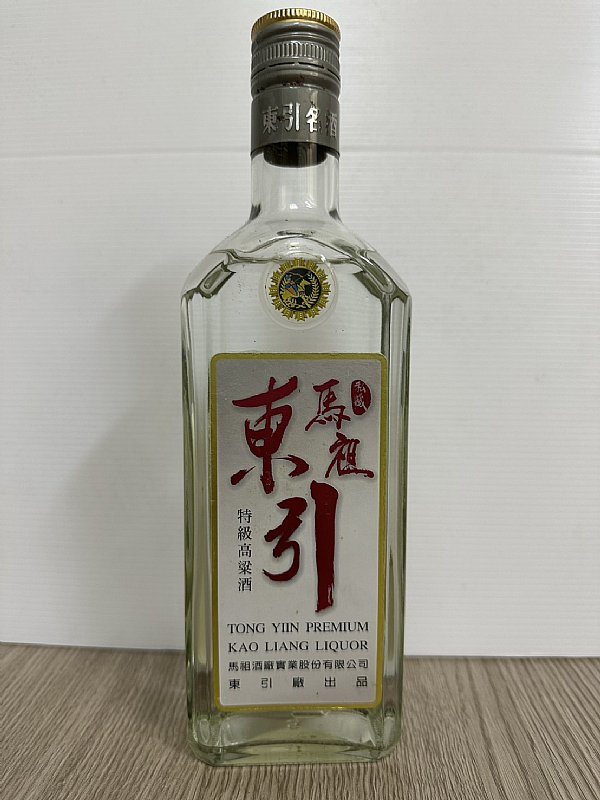 東引名酒
馬祖
東引
特級高粱酒
TONG YIIN PREMIUM
KAO LIANG LIQUOR
馬祖酒廠實業股份有限公司
東引廠出品